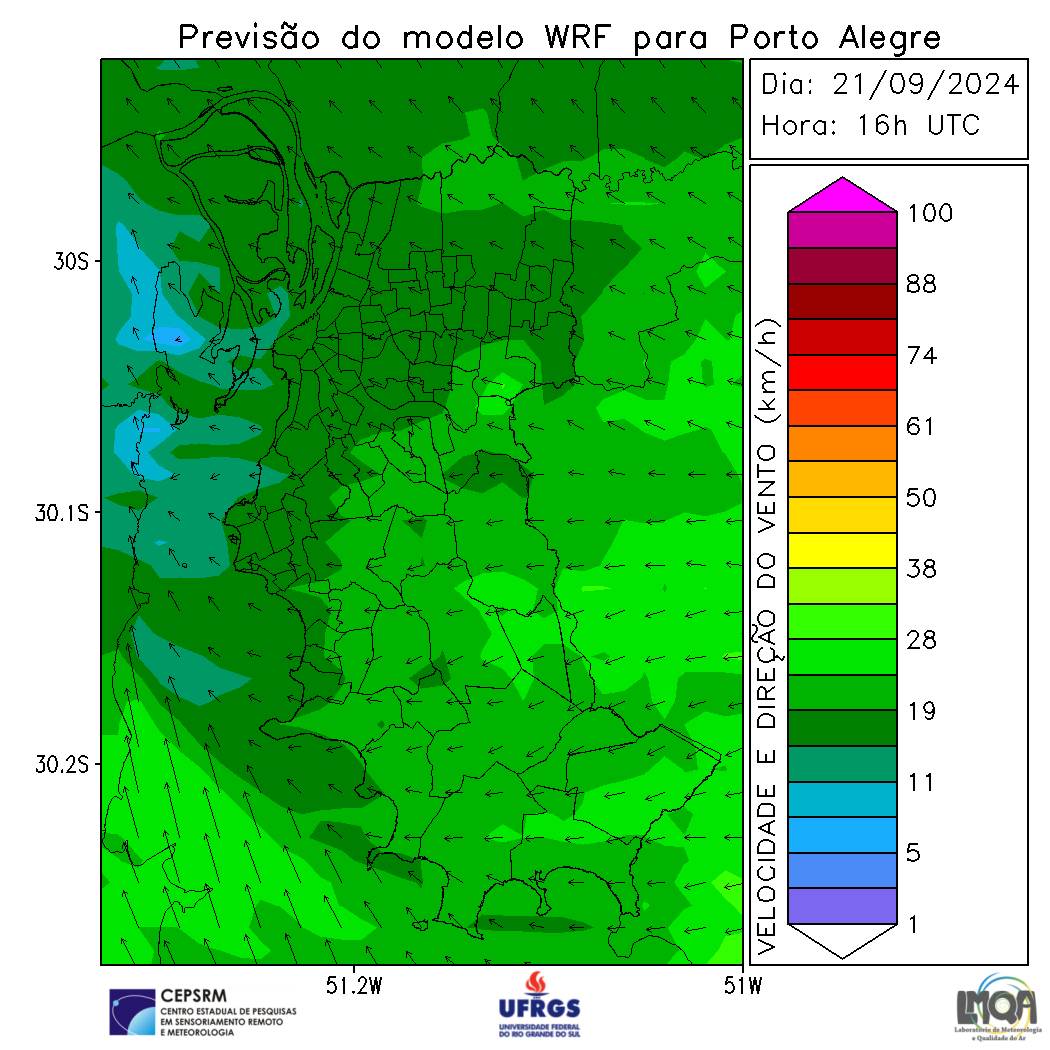 Previsão do modelo WRF para Porto Alegre
Dia: 21/09/2024
Hora: 16h UTC
30S
30.1S
30.2S
51.2W
51W
VELOCIDADE E DIREÇÃO DO VENTO (km/h)
100
88
74
61
50
38
28
19
11
5
1
CEPSRM
CENTRO ESTADUAL DE PESQUISAS
EM SENSORIAMENTO REMOTO
E METEOROLOGIA
UFRGS
UNIVERSIDADE FEDERAL
DO RIO GRANDE DO SUL
LMQA
Laboratório de Meteorologia
e Qualidade do Ar